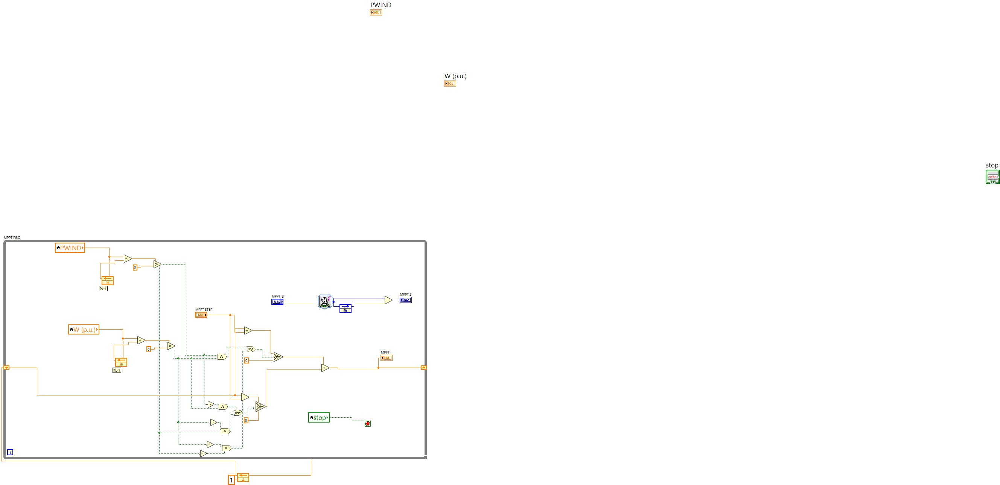 PWIND
SGL
W (p.u.)
SGL
stop
STOP
TF
MPPT P&O
PWIND
0
Pk-1
MPPT 3
U32
MPPT 2
U32
MPPT STEP
SGL
W (p.u.)
0
Pk-1
0
MPPT
SGL
0
stop
i
1